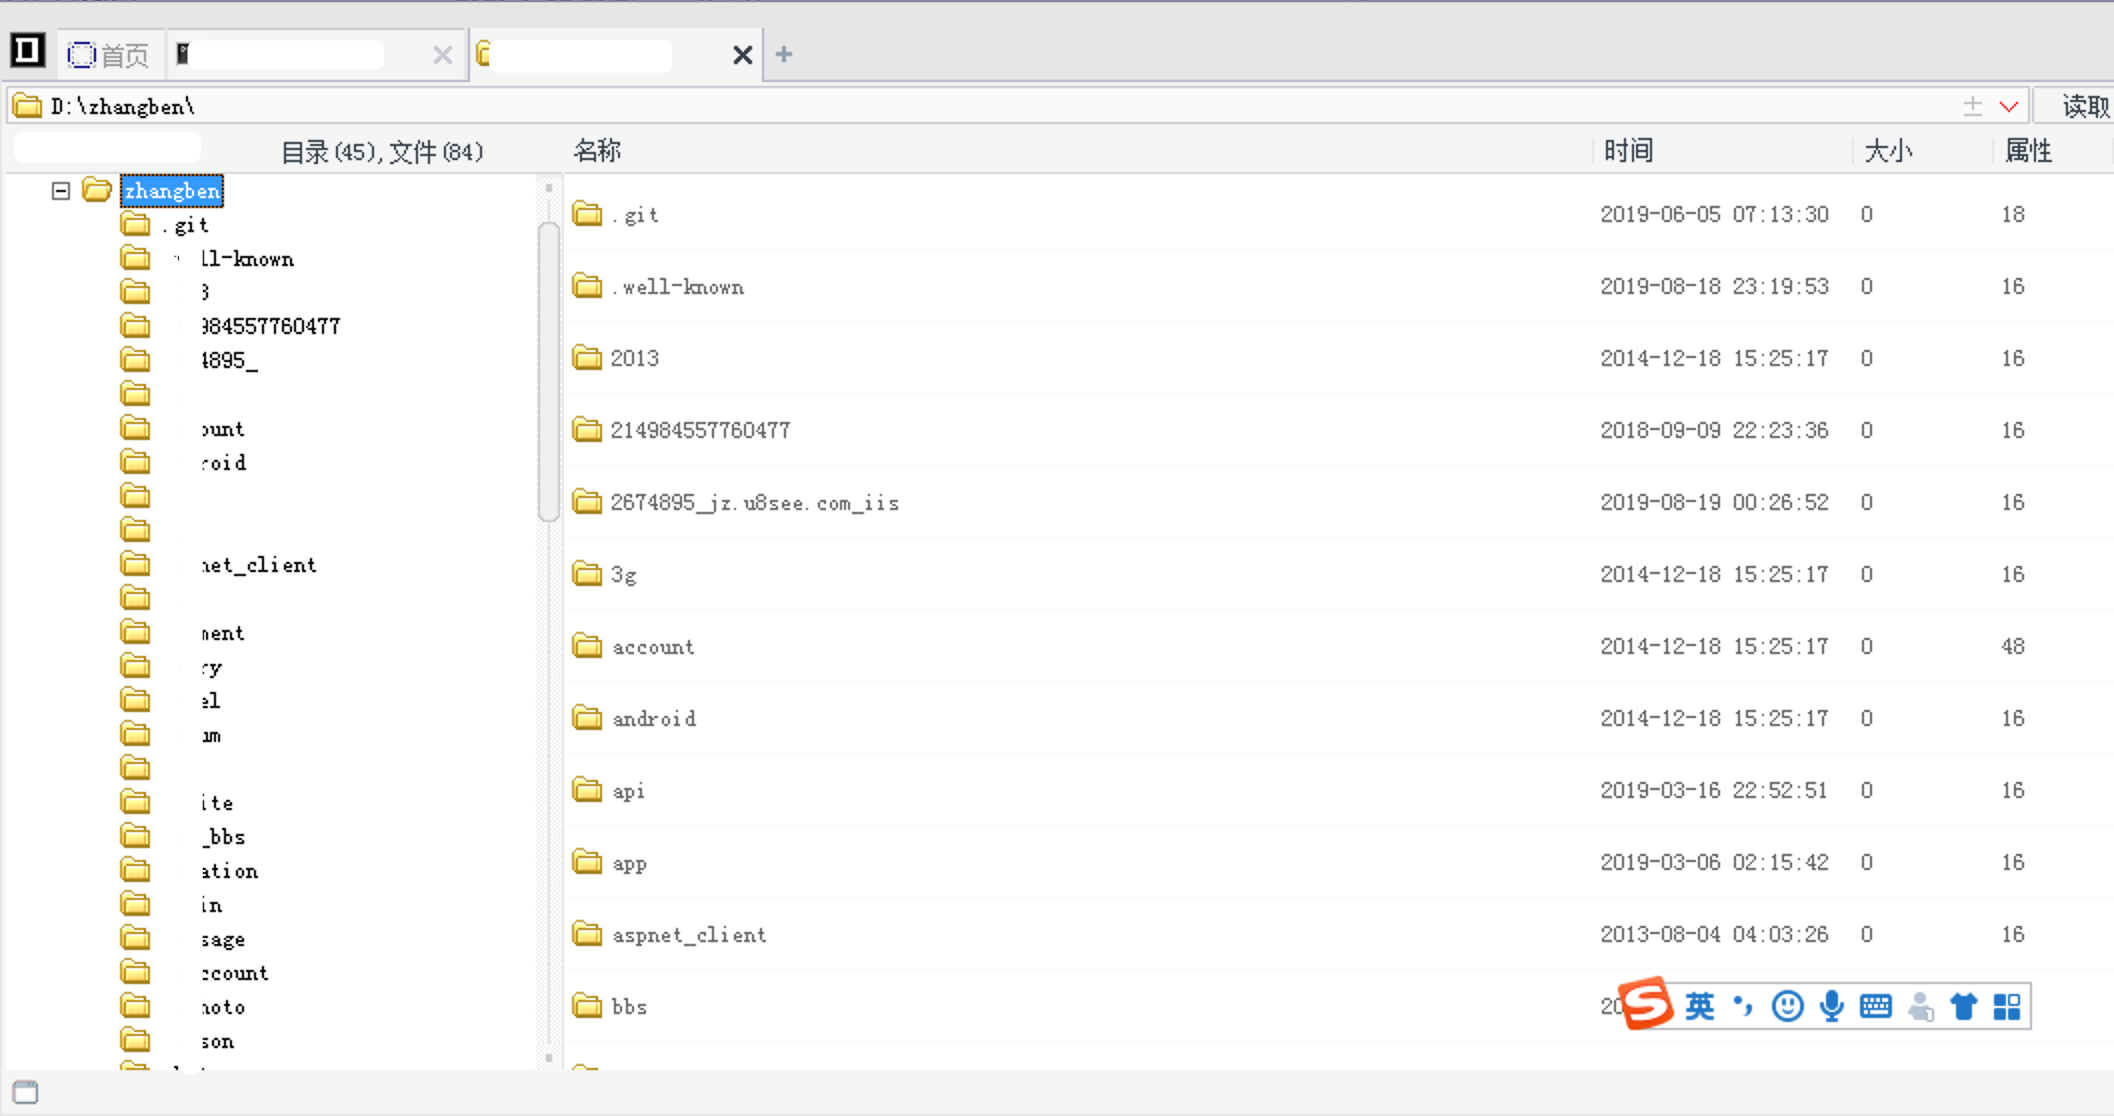 首页
D:\zhangben\
读取
目录(45),文件(84)
名称 时间 大小 属性
zhangben
.git
ll-known
984557760477
4895_
ount
roid
net_client
ment
ry
el
um
ite
_bbs
ation
in
sage
ccount
hoto
son
.git 2019-06-05 07:13:30 0 18
.well-known 2019-08-18 23:19:53 0 16
2013 2014-12-18 15:25:17 0 16
214984557760477 2018-09-09 22:23:36 0 16
2674895_jz.u8see.com_iis 2019-08-19 00:26:52 0 16
3g 2014-12-18 15:25:17 0 16
account 2014-12-18 15:25:17 0 48
android 2014-12-18 15:25:17 0 16
api 2019-03-16 22:52:51 0 16
app 2019-03-06 02:15:42 0 16
aspnet_client 2013-08-04 04:03:26 0 16
bbs 20
英